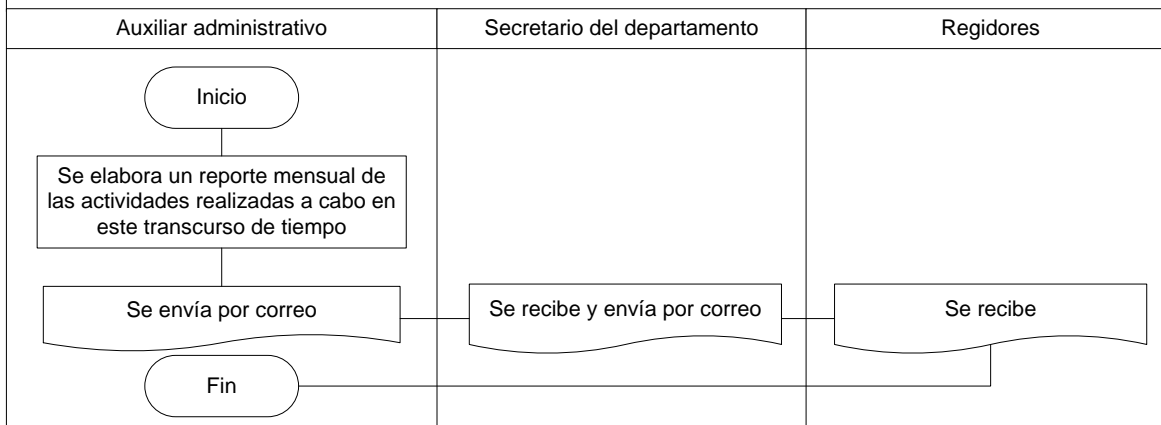 Auxiliar administrativo
Secretario del departamento
Regidores
Inicio
Se elabora un reporte mensual de
las actividades realizadas a cabo en
este transcurso de tiempo
Se envía por correo
Se recibe y envía por correo
Se recibe
Fin